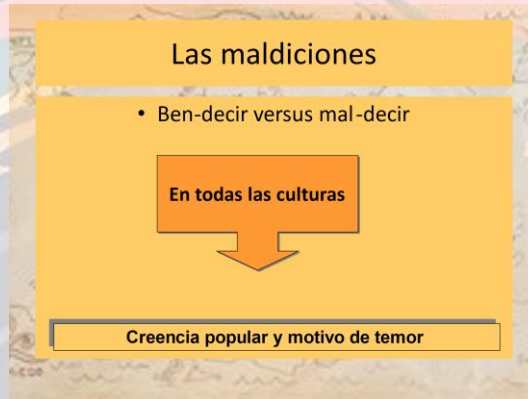 Las maldiciones
• Ben-decir versus mal-decir
En todas las culturas
Creencia popular y motivo de temor